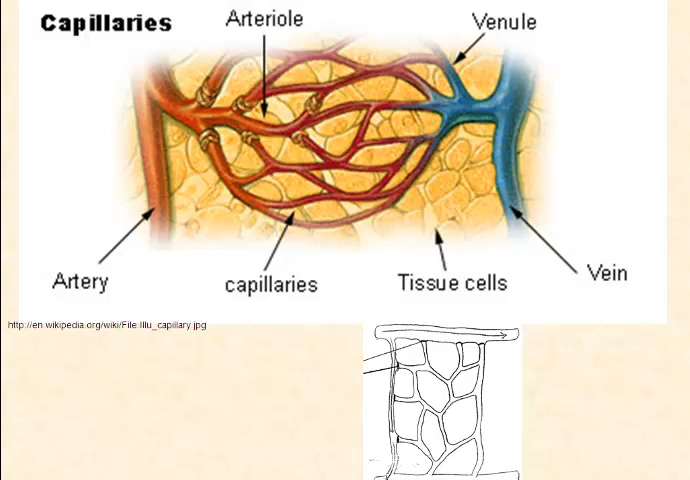 Capillaries
Arteriole
Venule
Artery
capillaries
Tissue cells
Vein
http://en.wikipedia.org/wiki/File:Illu_capillary.jpg